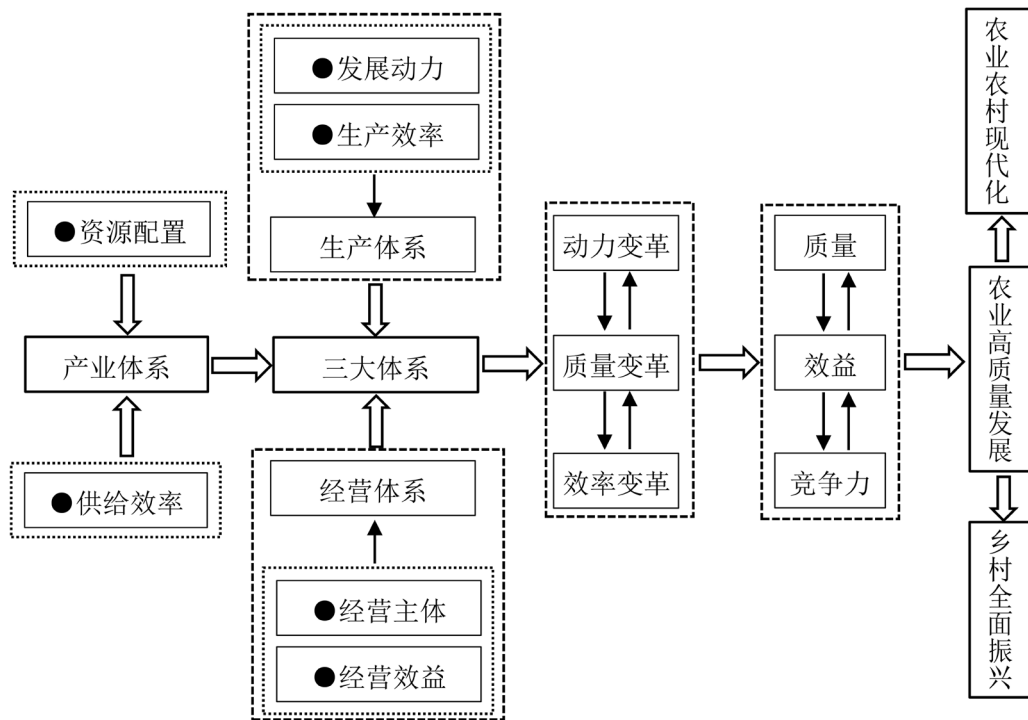 ●发展动力
●生产效率
生产体系
●资源配置
产业体系
●供给效率
三大体系
经营体系
●经营主体
●经营效益
动力变革
质量变革
效率变革
质量
效益
竞争力
农业农村现代化
农业高质量发展
乡村全面振兴